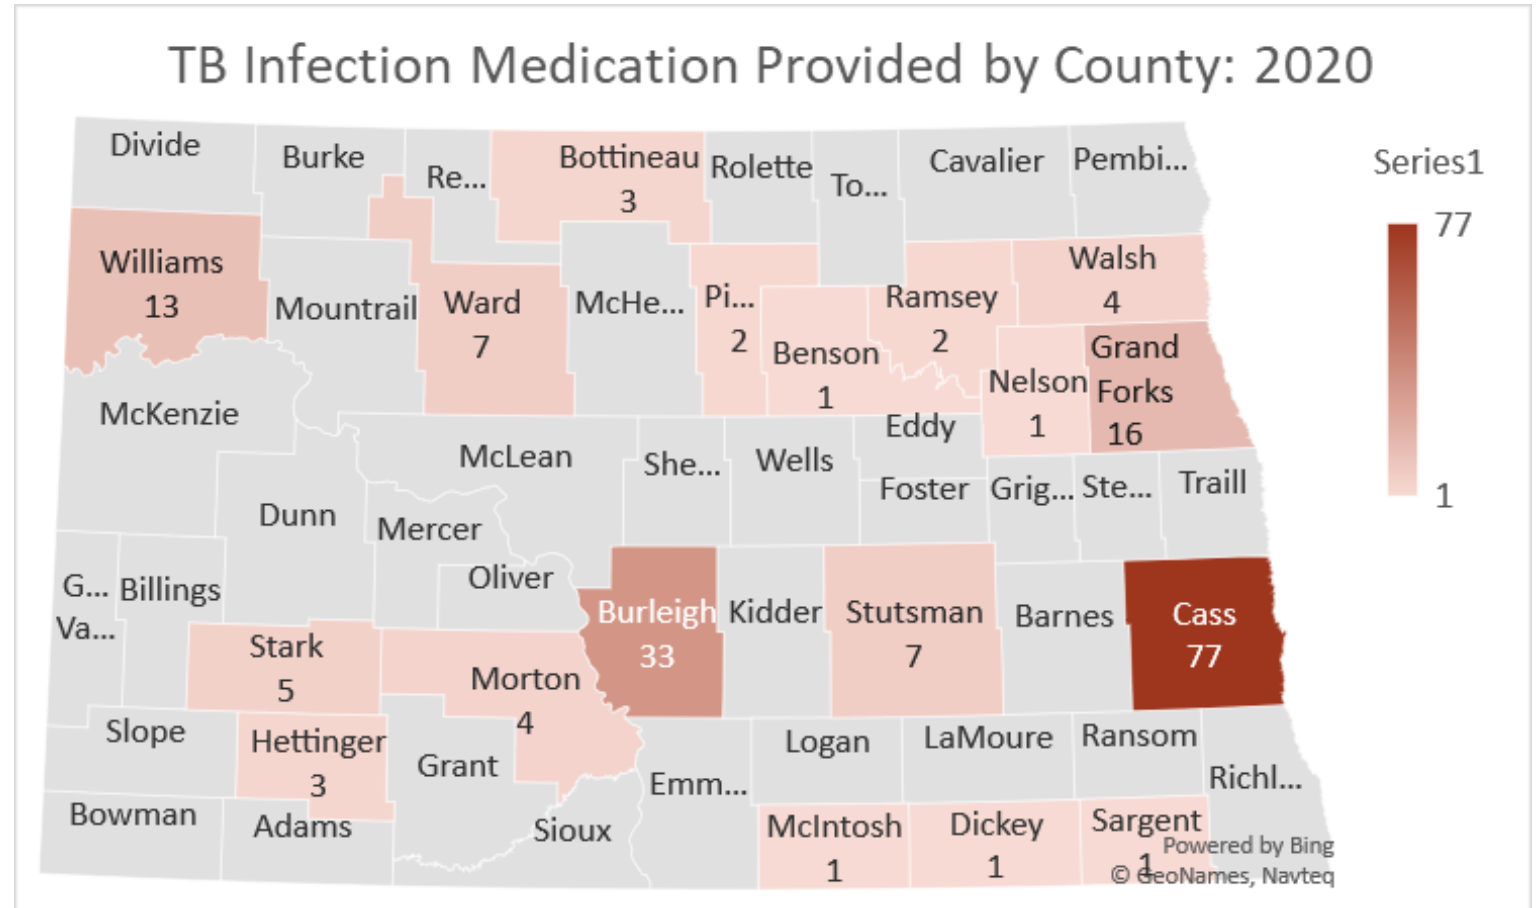 TB Infection Medication Provided by County: 2020
Divide
Burke
Re...
Bottineau
3
Rolette
To...
Cavalier
Pembi...
Series1
77
1
Williams
13
Mountrail
Ward
7
McHe...
Pi...
2
Benson
1
Ramsey
2
Walsh
4
Nelson
1
Grand
Forks
16
McKenzie
McLean
She...
Wells
Eddy
Foster
Grig...
Ste...
Traill
Dunn
Mercer
Oliver
G...
Va...
Billings
Burleigh
33
Kidder
Stutsman
7
Barnes
Cass
77
Stark
5
Morton
4
Slope
Hettinger
3
Grant
Emm...
Logan
LaMoure
Ransom
Richl...
Bowman
Adams
Sioux
McIntosh
1
Dickey
1
Sargent
1
Powered by Bing
© GeoNames, Navteq